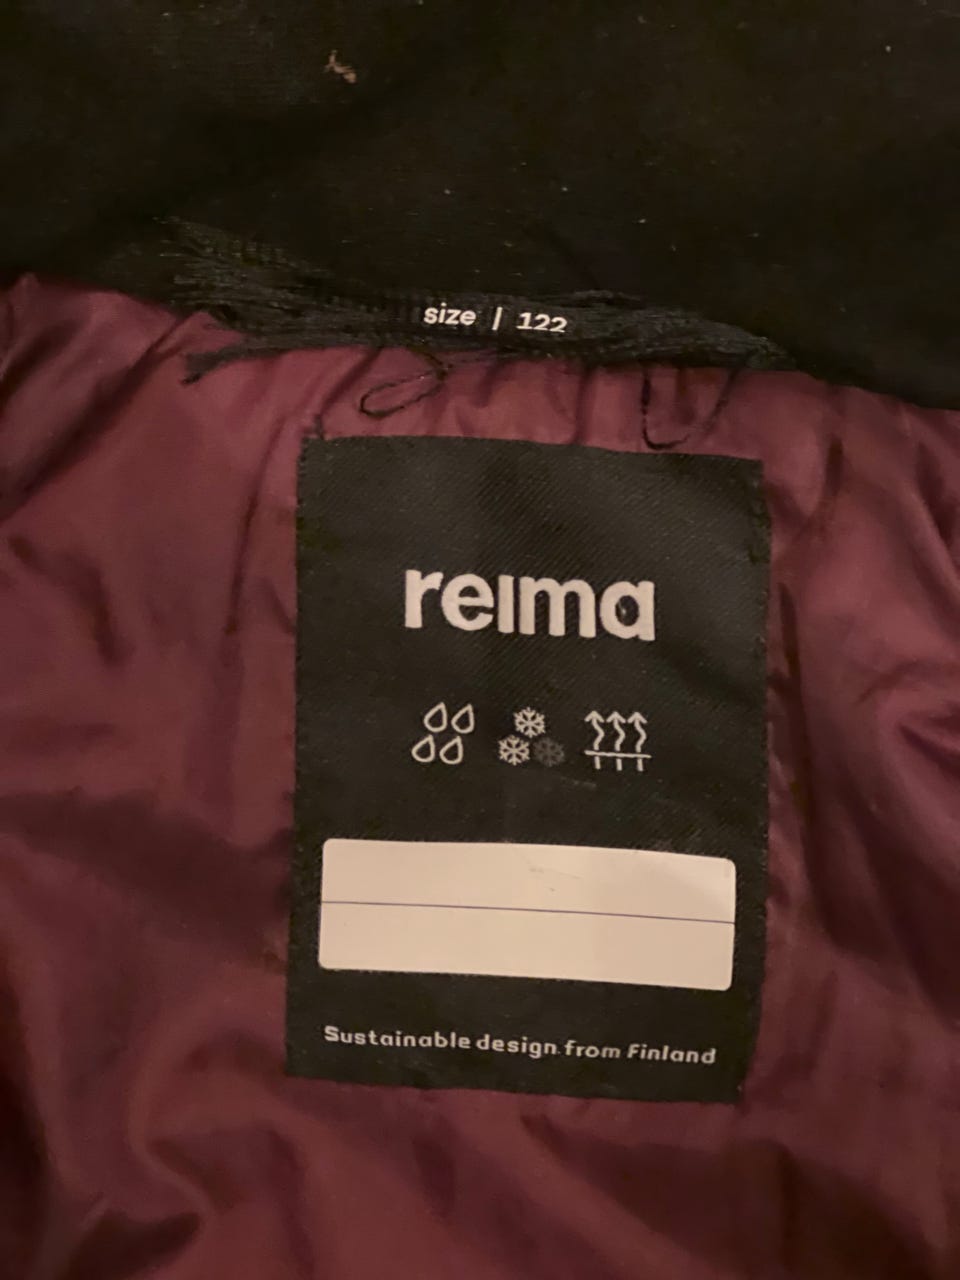 size / 122
reima
Sustainable design from Finland